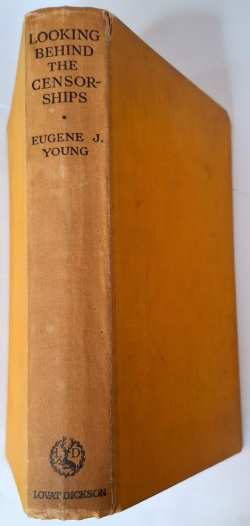 LOOKING
BEHIND
THE
CENSOR-
SHIPS
•
EUGENE J.
YOUNG
L D
LOVAT DICKSON